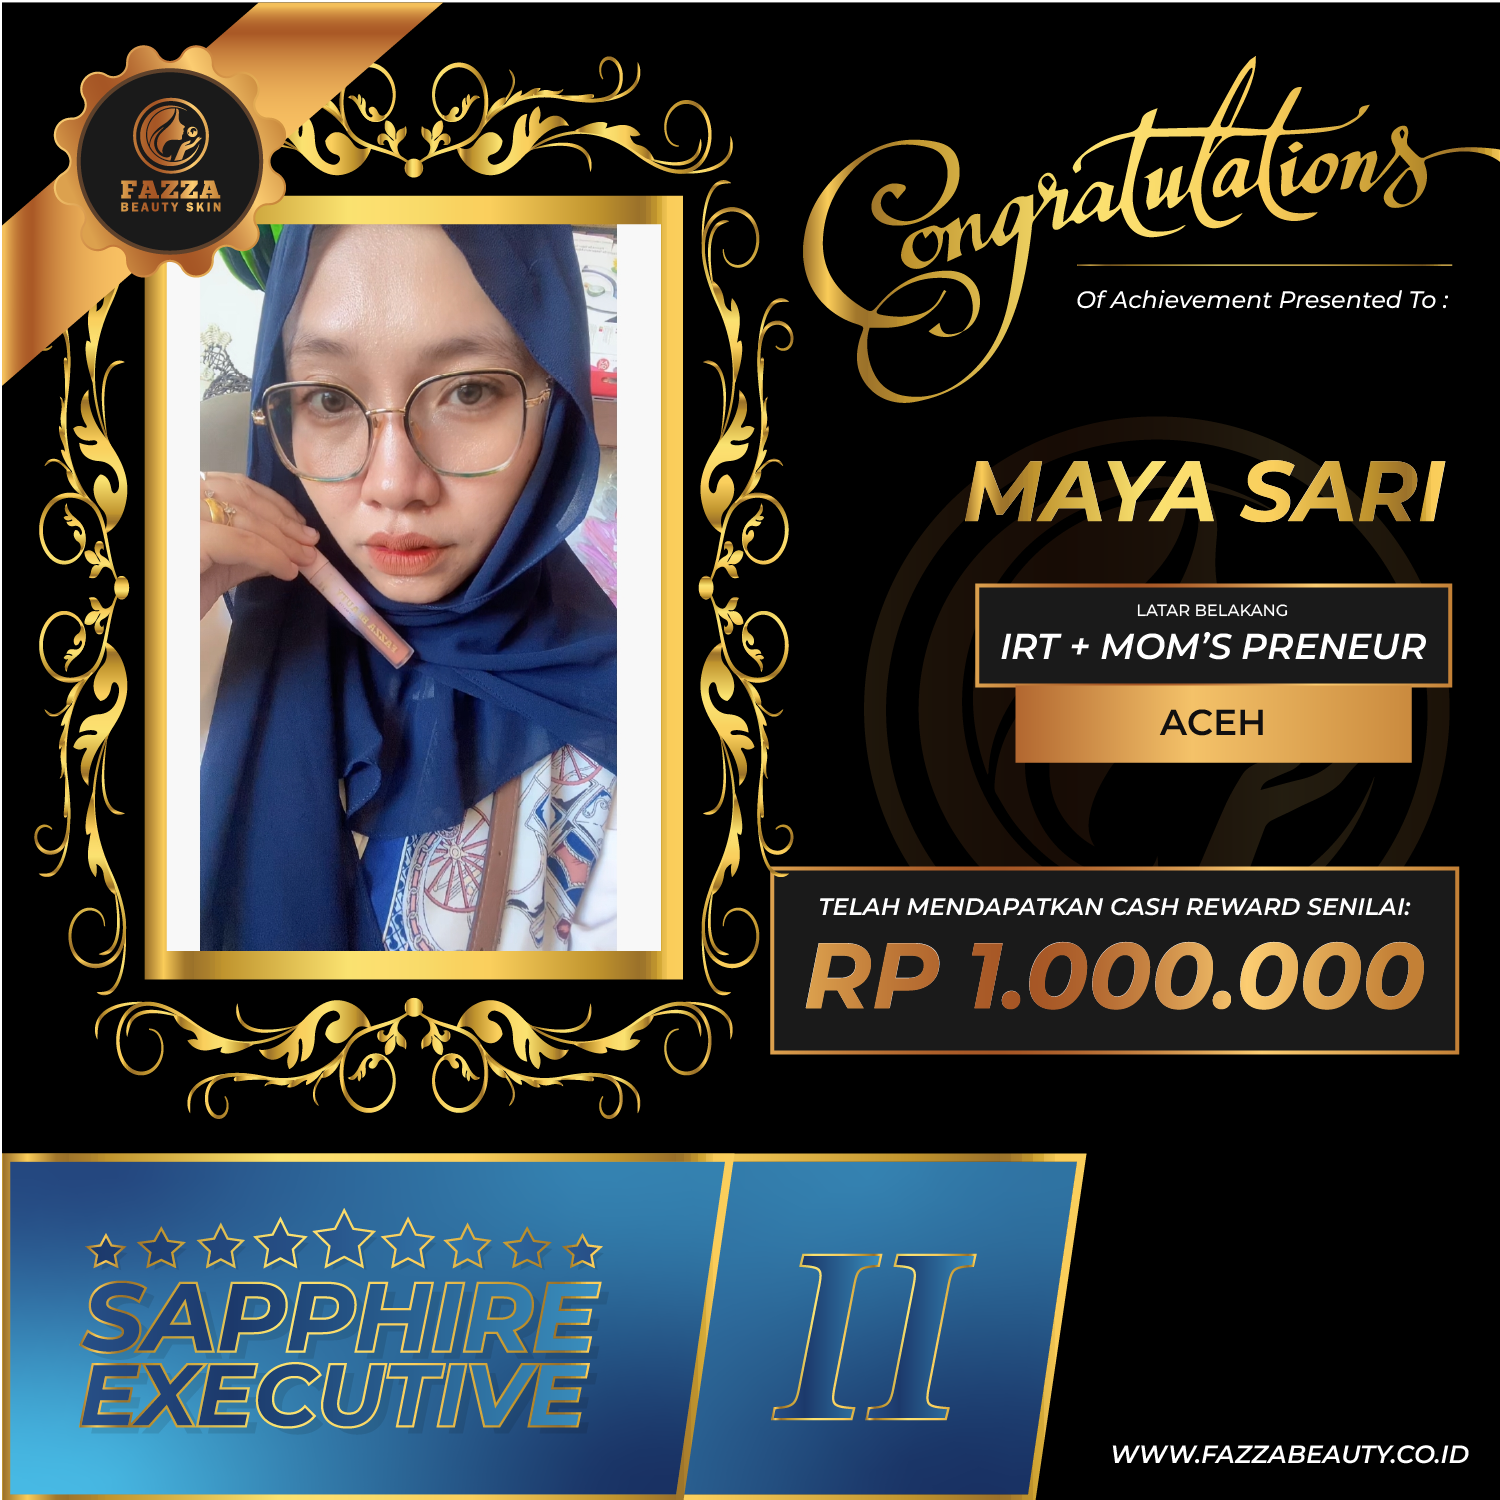 FAZZA
BEAUTY SKIN
Congratulations
Of Achievement Presented To :
MAYA SARI
LATAR BELAKANG
IRT + MOM’S PRENEUR
ACEH
TELAH MENDAPATKAN CASH REWARD SENILAI:
RP 1.000.000
SAPPHIRE
EXECUTIVE
II
WWW.FAZZABEAUTY.CO.ID